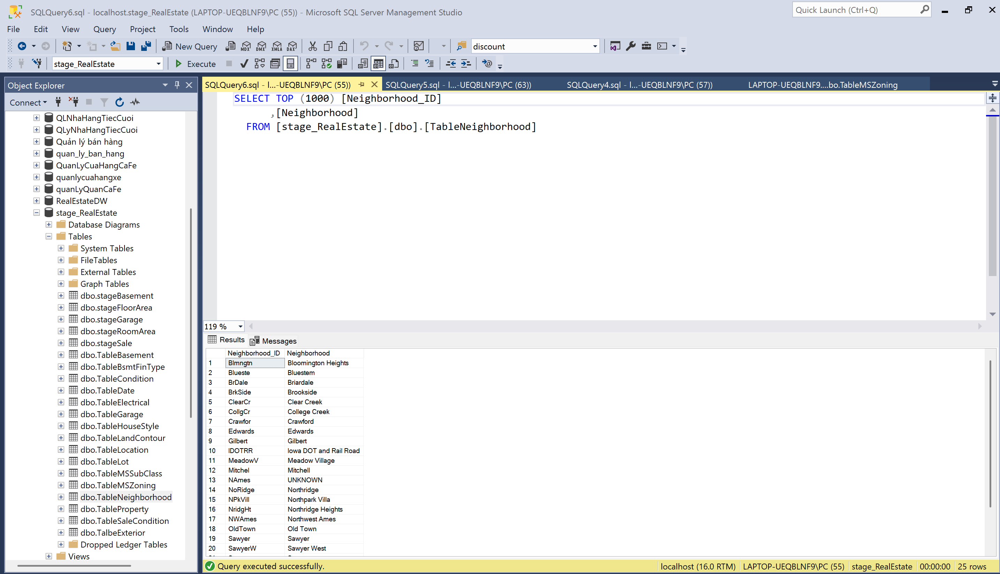 SQLQuery6.sql - localhost.stage_RealEstate (LAPTOP-UEQBLNF9\PC (55)) - Microsoft SQL Server Management Studio
Quick Launch (Ctrl+Q)
File Edit View Query Project Tools Window Help
New Query MDX DMX XMLA DAX discount
stage_RealEstate Execute
Object Explorer
Connect
QLNhaHangTiecCuoi
QLyNhaHangTiecCuoi
Quản lý bán hàng
quan_ly_ban_hang
QuanLyCuaHangCaFe
quanlycuahangxe
quanLyQuanCaFe
RealEstateDW
stage_RealEstate
Database Diagrams
Tables
System Tables
FileTables
External Tables
Graph Tables
dbo.stageBasement
dbo.stageFloorArea
dbo.stageGarage
dbo.stageRoomArea
dbo.stageSale
dbo.TableBasement
dbo.TableBsmtFinType
dbo.TableCondition
dbo.TableDate
dbo.TableElectrical
dbo.TableGarage
dbo.TableHouseStyle
dbo.TableLandContour
dbo.TableLocation
dbo.TableLot
dbo.TableMSSubClass
dbo.TableMSZoning
dbo.TableNeighborhood
dbo.TableProperty
dbo.TableSaleCondition
dbo.TalbeExterior
Dropped Ledger Tables
Views
SQLQuery6.sql - l...-UEQBLNF9\PC (55)) SQLQuery5.sql - l...-UEQBLNF9\PC (63)) SQLQuery4.sql - l...-UEQBLNF9\PC (57)) LAPTOP-UEQBLNF9....bo.TableMSZoning
SELECT TOP (1000) [Neighborhood_ID]
,[Neighborhood]
FROM [stage_RealEstate].[dbo].[TableNeighborhood]
119 %
Results Messages
Neighborhood_ID Neighborhood
1 Blmngtn Bloomington Heights
2 Blueste Bluestem
3 BrDale Briardale
4 BrkSide Brookside
5 ClearCr Clear Creek
6 CollgCr College Creek
7 Crawfor Crawford
8 Edwards Edwards
9 Gilbert Gilbert
10 IDOTRR Iowa DOT and Rail Road
11 MeadowV Meadow Village
12 Mitchel Mitchell
13 NAmes UNKNOWN
14 NoRidge Northridge
15 NPkVill Northpark Villa
16 NridgHt Northridge Heights
17 NWAmes Northwest Ames
18 OldTown Old Town
19 Sawyer Sawyer
20 SawyerW Sawyer West
Query executed successfully. localhost (16.0 RTM) LAPTOP-UEQBLNF9\PC (55) stage_RealEstate 00:00:00 25 rows